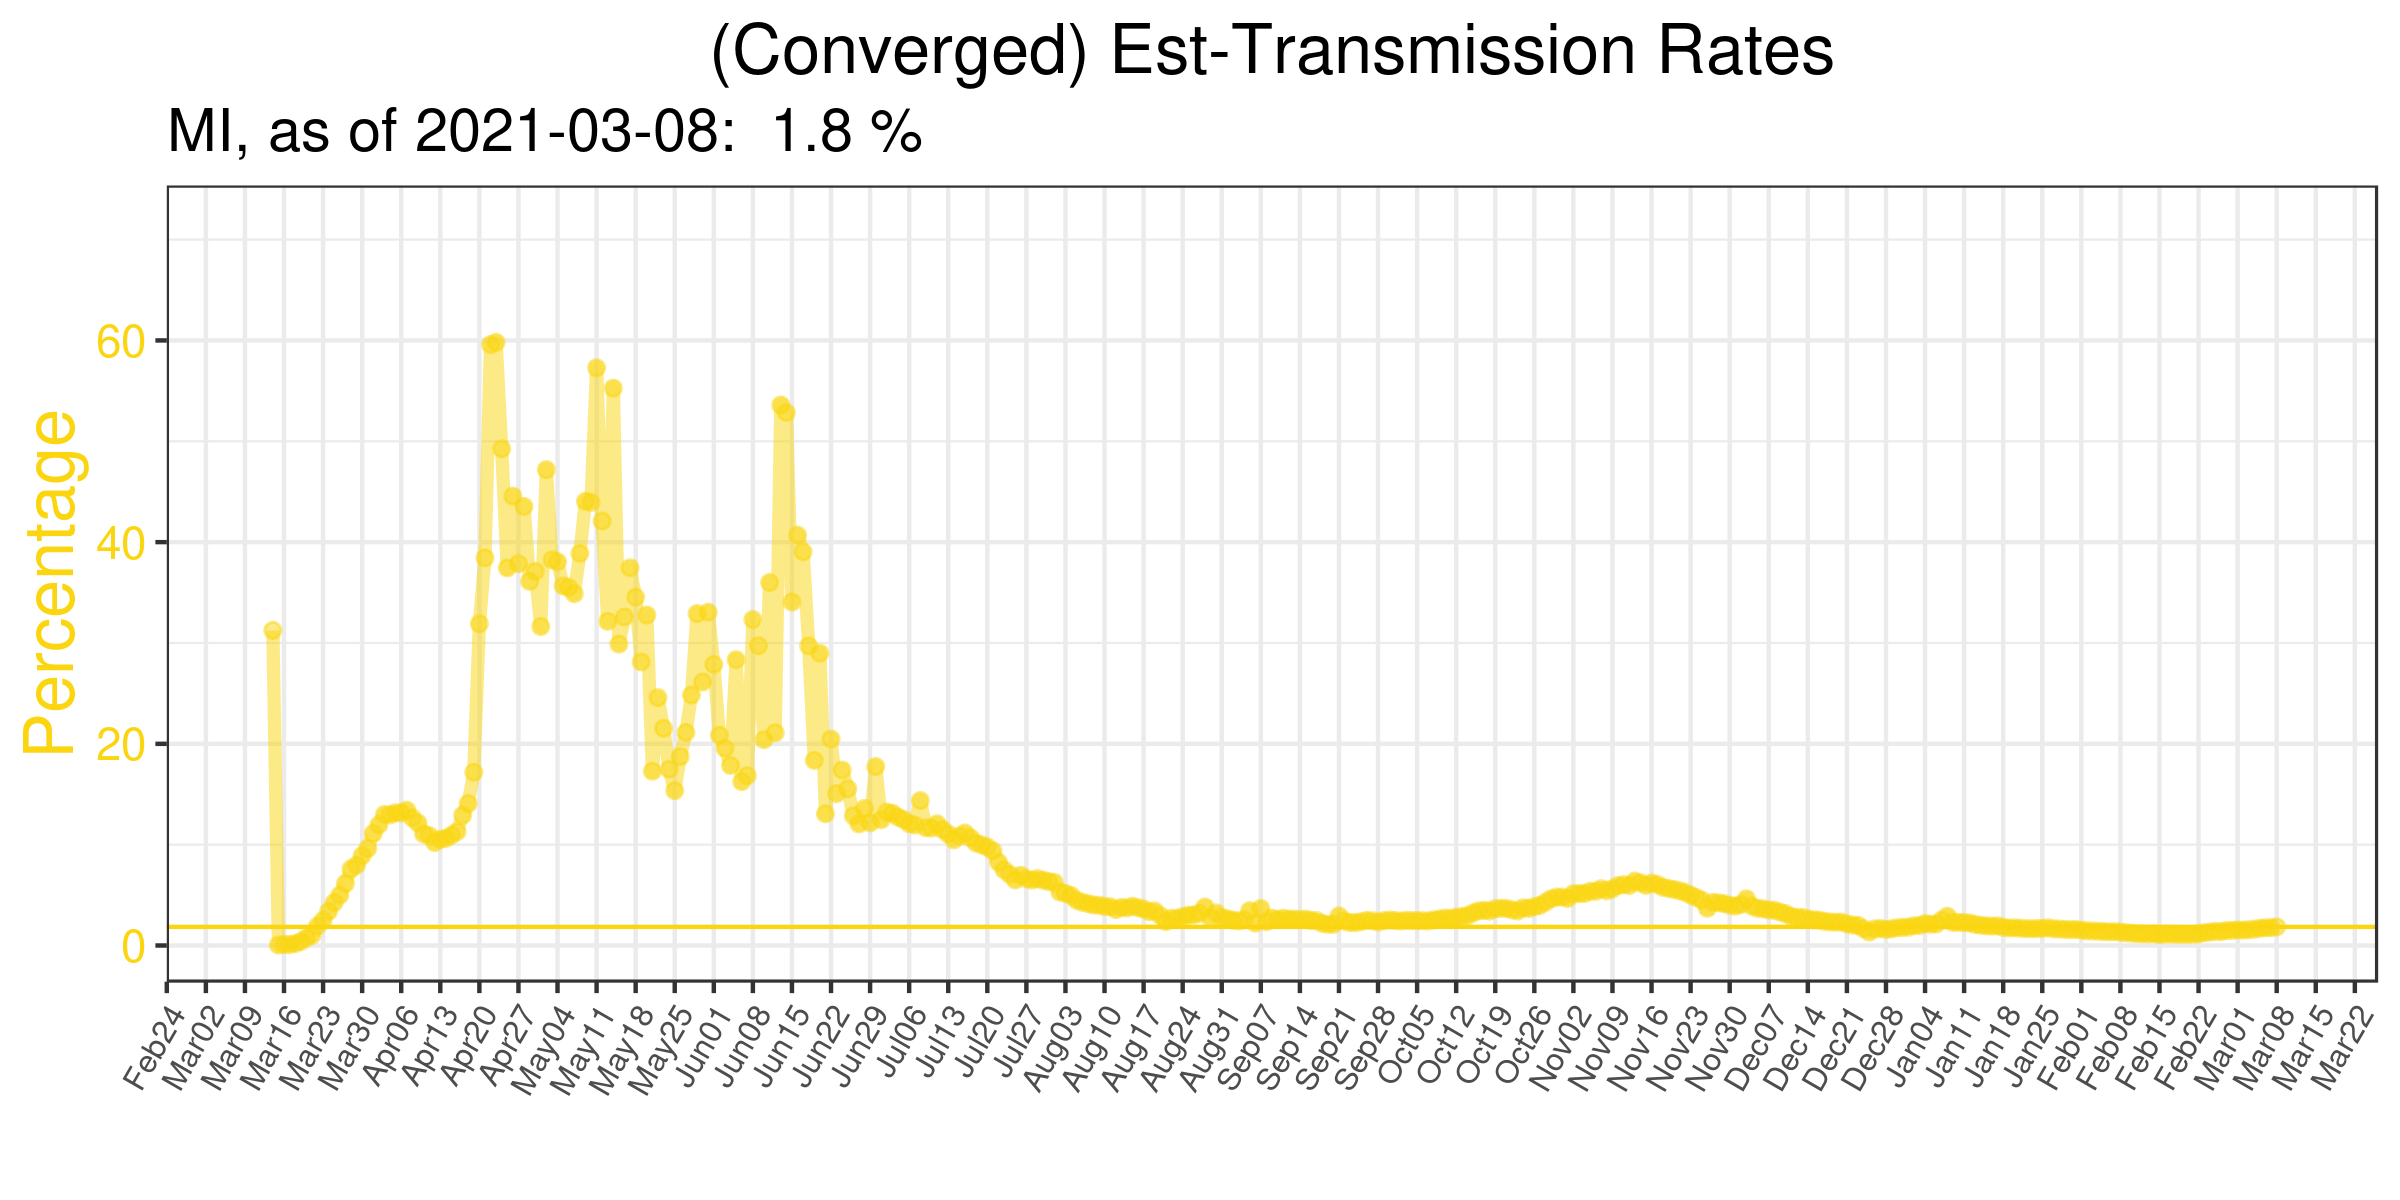 (Converged) Est-Transmission Rates
MI, as of 2021-03-08:  1.8 %
Percentage
60
40
20
0
Feb24
Mar02
Mar09
Mar16
Mar23
Mar30
Apr06
Apr13
Apr20
Apr27
May04
May11
May18
May25
Jun01
Jun08
Jun15
Jun22
Jun29
Jul06
Jul13
Jul20
Jul27
Aug03
Aug10
Aug17
Aug24
Aug31
Sep07
Sep14
Sep21
Sep28
Oct05
Oct12
Oct19
Oct26
Nov02
Nov09
Nov16
Nov23
Nov30
Dec07
Dec14
Dec21
Dec28
Jan04
Jan11
Jan18
Jan25
Feb01
Feb08
Feb15
Feb22
Mar01
Mar08
Mar15
Mar22